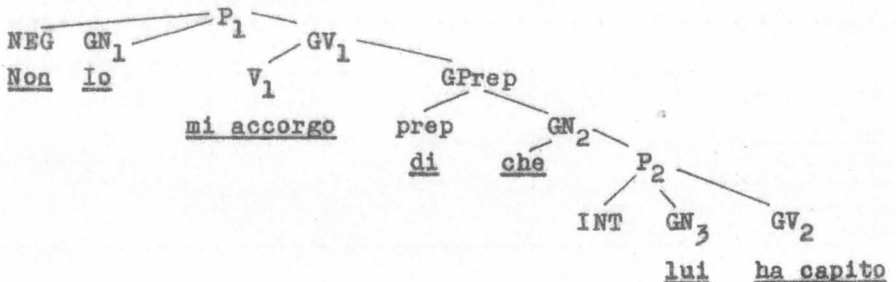 P1
NEG GN1 GV1
Non Io V1 GPrep
mi accorgo prep GN2
di che P2
INT GN3 GV2
lui ha capito